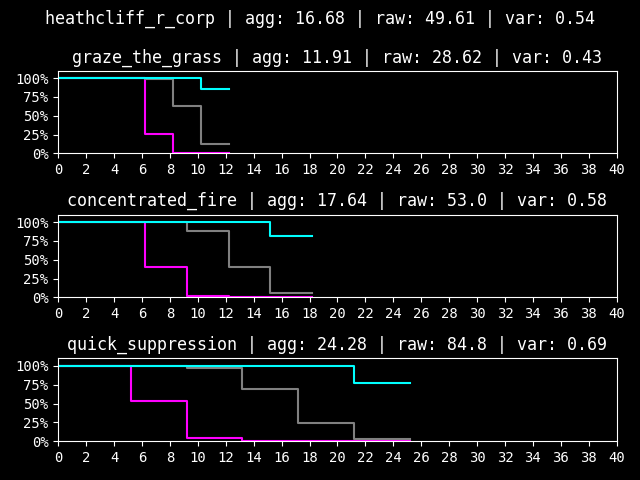 heathcliff_r_corp | agg: 16.68 | raw: 49.61 | var: 0.54
graze_the_grass | agg: 11.91 | raw: 28.62 | var: 0.43
100%
75%
50%
25%
0%
0 2 4 6 8 10 12 14 16 18 20 22 24 26 28 30 32 34 36 38 40
concentrated_fire | agg: 17.64 | raw: 53.0 | var: 0.58
100%
75%
50%
25%
0%
0 2 4 6 8 10 12 14 16 18 20 22 24 26 28 30 32 34 36 38 40
quick_suppression | agg: 24.28 | raw: 84.8 | var: 0.69
100%
75%
50%
25%
0%
0 2 4 6 8 10 12 14 16 18 20 22 24 26 28 30 32 34 36 38 40